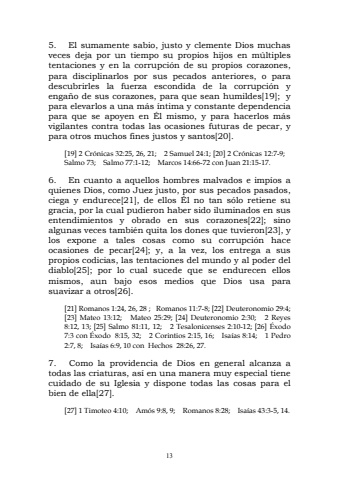 5. El sumamente sabio, justo y clemente Dios muchas
veces deja por un tiempo su propios hijos en múltiples
tentaciones y en la corrupción de su propios corazones,
para disciplinarlos por sus pecados anteriores, o para
descubrirles la fuerza escondida de la corrupción y
engaño de sus corazones, para que sean humildes[19]; y
para elevarlos a una más íntima y constante dependencia
para que se apoyen en Él mismo, y para hacerlos más
vigilantes contra todas las ocasiones futuras de pecar, y
para otros muchos fines justos y santos[20].
[19] 2 Crónicas 32:25, 26, 21; 2 Samuel 24:1; [20] 2 Crónicas 12:7-9;
Salmo 73; Salmo 77:1-12; Marcos 14:66-72 con Juan 21:15-17.
6. En cuanto a aquellos hombres malvados e impíos a
quienes Dios, como Juez justo, por sus pecados pasados,
ciega y endurece[21], de ellos Él no tan sólo retiene su
gracia, por la cual pudieron haber sido iluminados en sus
entendimientos y obrado en sus corazones[22]; sino
algunas veces también quita los dones que tuvieron[23], y
los expone a tales cosas como su corrupción hace
ocasiones de pecar[24]; y, a la vez, los entrega a sus
propios codicias, las tentaciones del mundo y al poder del
diablo[25]; por lo cual sucede que se endurecen ellos
mismos, aun bajo esos medios que Dios usa para
suavizar a otros[26].
[21] Romanos 1:24, 26, 28 ; Romanos 11:7-8; [22] Deuteronomio 29:4;
[23] Mateo 13:12; Mateo 25:29; [24] Deuteronomio 2:30; 2 Reyes
8:12, 13; [25] Salmo 81:11, 12; 2 Tesalonicenses 2:10-12; [26] Éxodo
7:3 con Éxodo 8:15, 32; 2 Corintios 2:15, 16; Isaías 8:14; 1 Pedro
2:7, 8; Isaías 6:9, 10 con Hechos 28:26, 27.
7. Como la providencia de Dios en general alcanza a
todas las criaturas, así en una manera muy especial tiene
cuidado de su Iglesia y dispone todas las cosas para el
bien de ella[27].
[27] 1 Timoteo 4:10; Amós 9:8, 9; Romanos 8:28; Isaías 43:3-5, 14.
13